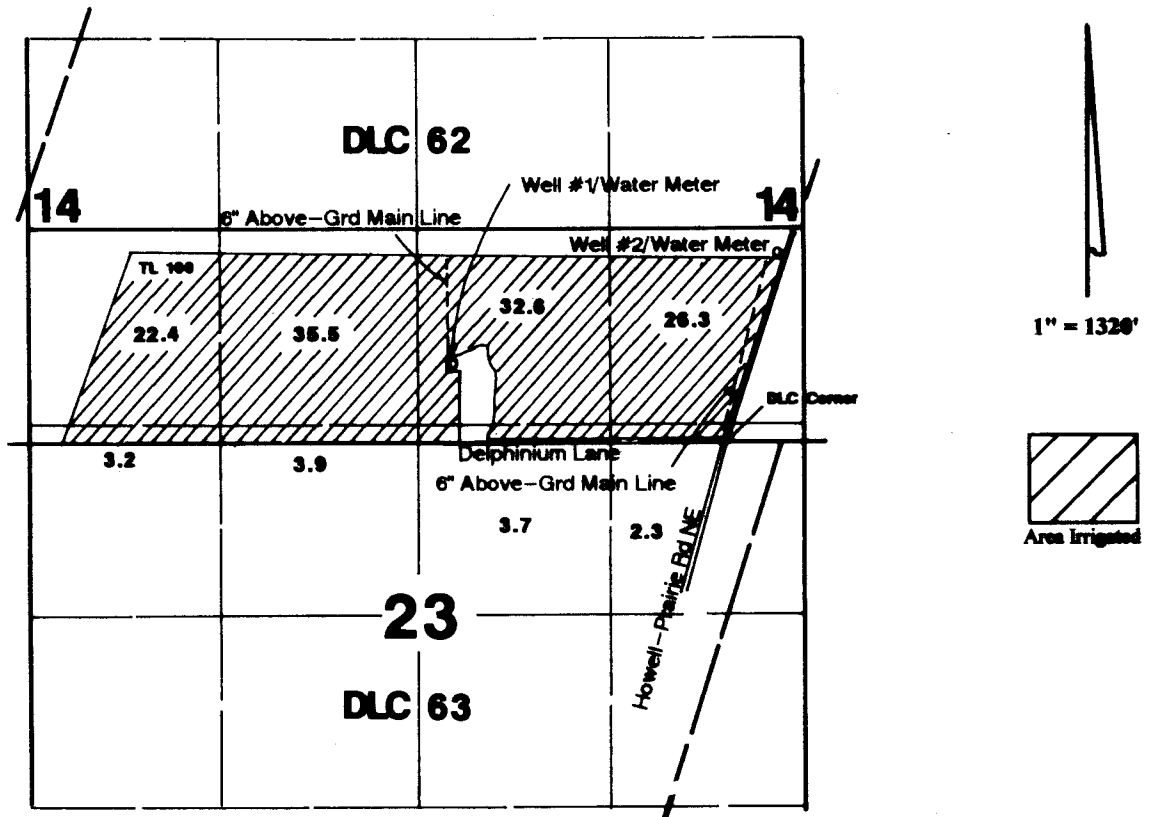 DLC 62
Well #1/Water Meter
14
14
6" Above-Grd Main Line
Well #2/Water Meter
TL 100
32.6
26.3
22.4
35.5
1" = 1320'
DLC Corner
Delphinium Lane
3.2
3.9
6" Above-Grd Main Line
3.7
2.3
Area Irrigated
Howell-Prairie Rd NE
23
DLC 63